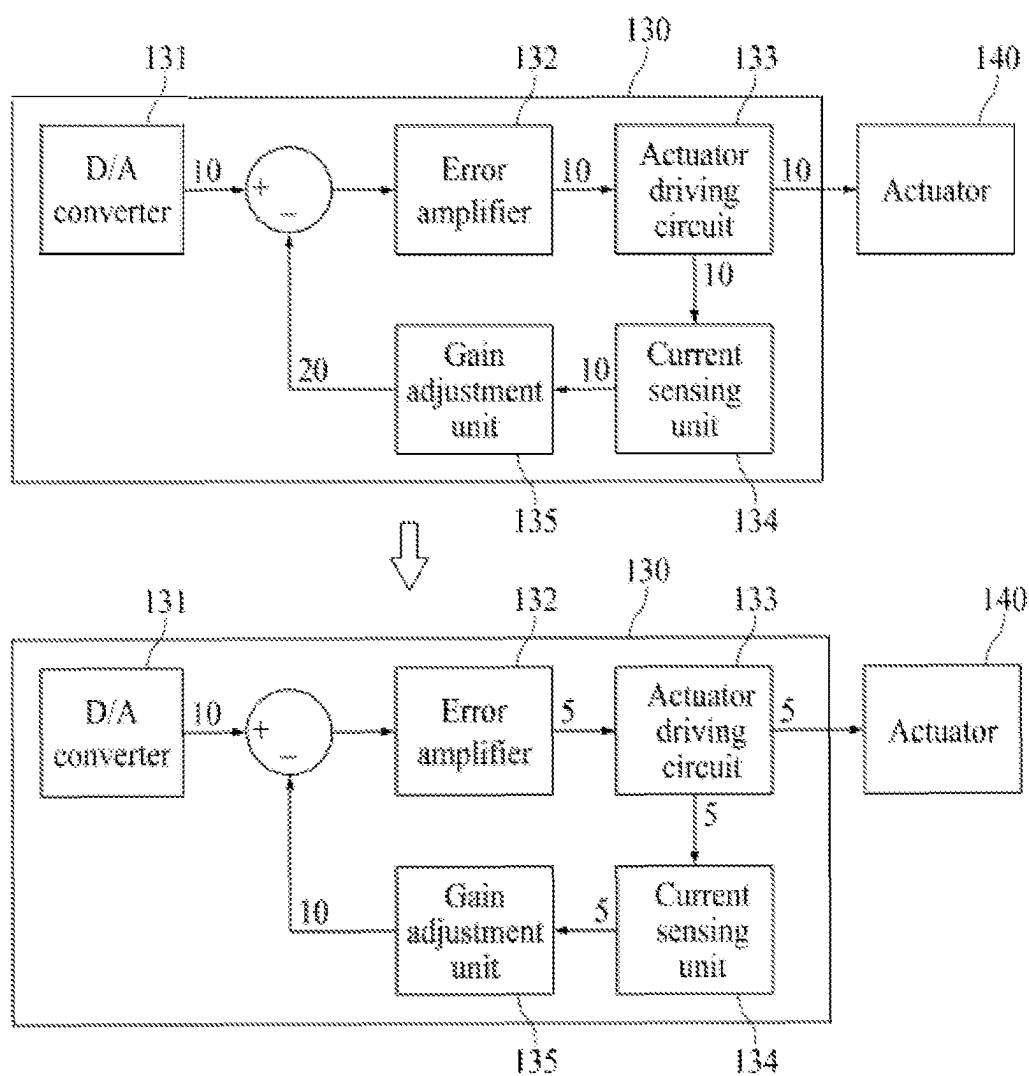 130
131
132
133
140
D/A
converter
10
+
−
Error
amplifier
10
Actuator
driving
circuit
10
Actuator
10
20
Gain
adjustment
unit
10
Current
sensing
unit
135
134
130
131
132
133
140
D/A
converter
10
+
−
Error
amplifier
5
Actuator
driving
circuit
5
Actuator
5
10
Gain
adjustment
unit
5
Current
sensing
unit
135
134